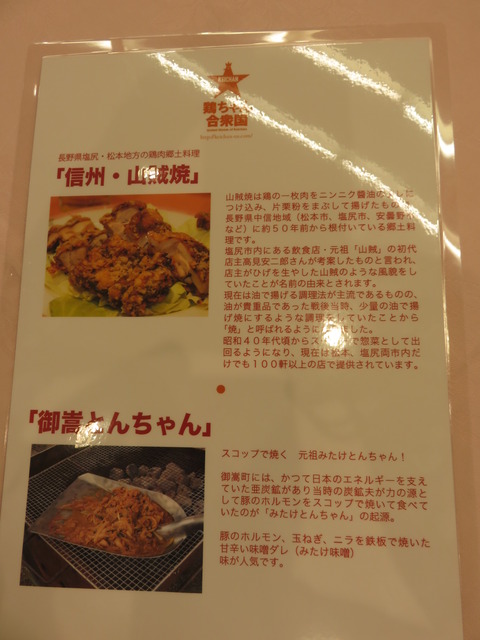 鶏ちゃん
合衆国
長野県塩尻・松本地方の鶏肉郷土料理
「信州・山賊焼」
山賊焼は鶏の一枚肉をニンニク醤油の
つけ込み、片栗粉をまぶして揚げたもの
長野県中信地域（松本市、塩尻市、安曇野
など）に約５０年前から根付いている郷土料
理です。
塩尻市内にある飲食店・元祖「山賊」の初代
店主高見安二郎さんが考案したものと言われ、
店主がひげを生やした山賊のような風貌を
していたことが名前の由来とされます。
現在は油で揚げる調理法が主流であるものの、
油が貴重品であった戦後当時、少量の油で揚
げ焼にするような調理をしていたことから
「焼」と呼ばれるように ました。
昭和４０年代頃からス で惣菜として出
回るようになり、現在は松本、塩尻両市内だ
けでも１００軒以上の店で提供されています。
「御嵩とんちゃん」
スコップで焼く　元祖みたけとんちゃん！
御嵩町には、かつて日本のエネルギーを支え
ていた亜炭鉱があり当時の炭鉱夫が力の源と
して豚のホルモンをスコップで焼いて食べて
いたのが「みたけとんちゃん」の起源。
豚のホルモン、玉ねぎ、ニラを鉄板で焼いた
甘辛い味噌ダレ（みたけ味噌）
味が人気です。